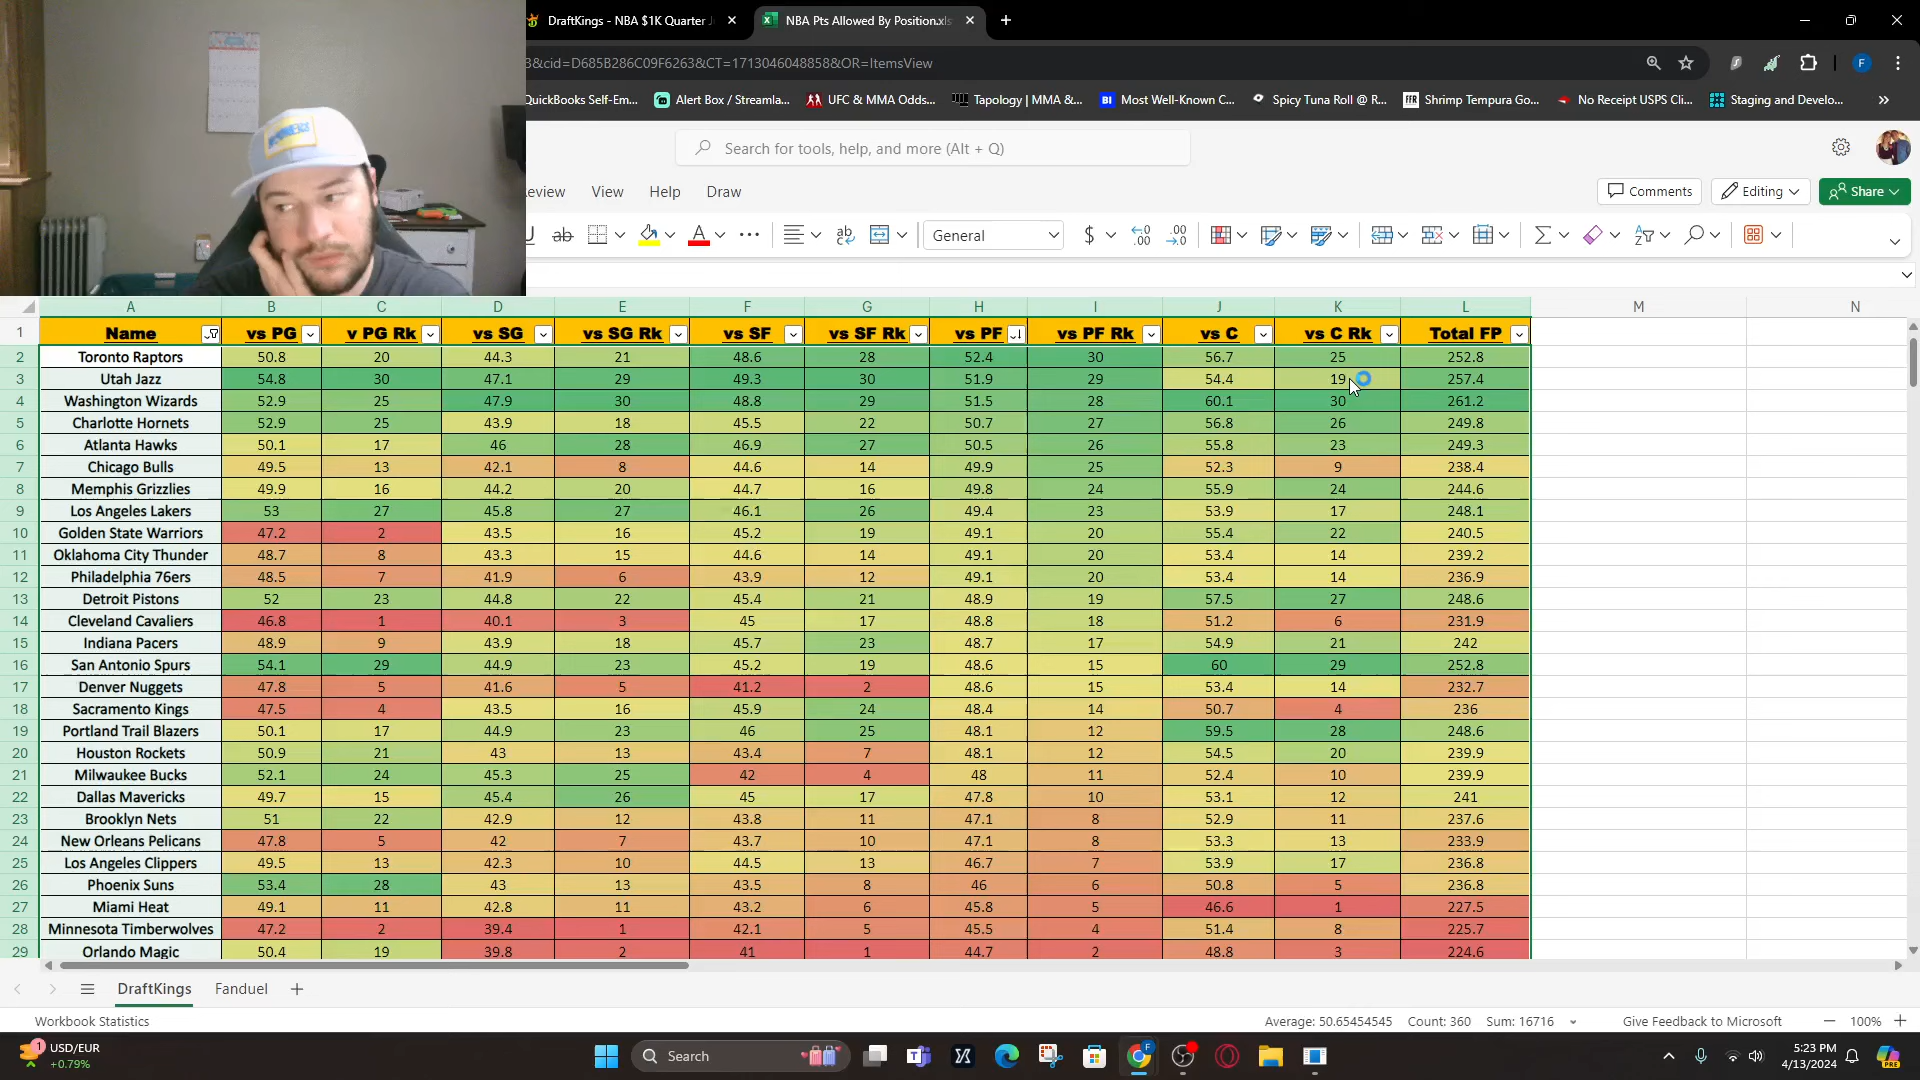 DraftKings - NBA $1K Quarter J
NBA Pts Allowed By Position.xls
3&cid=D685B286C09F6263&CT=1713046048858&OR=ItemsView
F
QuickBooks Self-Em...
Alert Box / Streamla...
UFC & MMA Odds...
Tapology | MMA &...
BI Most Well-Known C...
Spicy Tuna Roll @ R...
FFR Shrimp Tempura Go...
No Receipt USPS Cli...
Staging and Develo...
Search for tools, help, and more (Alt + Q)
eview View Help Draw
Comments Editing Share
General
A B C D E F G H I J K L M N
1 Name vs PG v PG Rk vs SG vs SG Rk vs SF vs SF Rk vs PF vs PF Rk vs C vs C Rk Total FP
2 Toronto Raptors 50.8 20 44.3 21 48.6 28 52.4 30 56.7 25 252.8
3 Utah Jazz 54.8 30 47.1 29 49.3 30 51.9 29 54.4 19 257.4
4 Washington Wizards 52.9 25 47.9 30 48.8 29 51.5 28 60.1 30 261.2
5 Charlotte Hornets 52.9 25 43.9 18 45.5 22 50.7 27 56.8 26 249.8
6 Atlanta Hawks 50.1 17 46 28 46.9 27 50.5 26 55.8 23 249.3
7 Chicago Bulls 49.5 13 42.1 8 44.6 14 49.9 25 52.3 9 238.4
8 Memphis Grizzlies 49.9 16 44.2 20 44.7 16 49.8 24 55.9 24 244.6
9 Los Angeles Lakers 53 27 45.8 27 46.1 26 49.4 23 53.9 17 248.1
10 Golden State Warriors 47.2 2 43.5 16 45.2 19 49.1 20 55.4 22 240.5
11 Oklahoma City Thunder 48.7 8 43.3 15 44.6 14 49.1 20 53.4 14 239.2
12 Philadelphia 76ers 48.5 7 41.9 6 43.9 12 49.1 20 53.4 14 236.9
13 Detroit Pistons 52 23 44.8 22 45.4 21 48.9 19 57.5 27 248.6
14 Cleveland Cavaliers 46.8 1 40.1 3 45 17 48.8 18 51.2 6 231.9
15 Indiana Pacers 48.9 9 43.9 18 45.7 23 48.7 17 54.9 21 242
16 San Antonio Spurs 54.1 29 44.9 23 45.2 19 48.6 15 60 29 252.8
17 Denver Nuggets 47.8 5 41.6 5 41.2 2 48.6 15 53.4 14 232.7
18 Sacramento Kings 47.5 4 43.5 16 45.9 24 48.4 14 50.7 4 236
19 Portland Trail Blazers 50.1 17 44.9 23 46 25 48.1 12 59.5 28 248.6
20 Houston Rockets 50.9 21 43 13 43.4 7 48.1 12 54.5 20 239.9
21 Milwaukee Bucks 52.1 24 45.3 25 42 4 48 11 52.4 10 239.9
22 Dallas Mavericks 49.7 15 45.4 26 45 17 47.8 10 53.1 12 241
23 Brooklyn Nets 51 22 42.9 12 43.8 11 47.1 8 52.9 11 237.6
24 New Orleans Pelicans 47.8 5 42 7 43.7 10 47.1 8 53.3 13 233.9
25 Los Angeles Clippers 49.5 13 42.3 10 44.5 13 46.7 7 53.9 17 236.8
26 Phoenix Suns 53.4 28 43 13 43.5 8 46 6 50.8 5 236.8
27 Miami Heat 49.1 11 42.8 11 43.2 6 45.8 5 46.6 1 227.5
28 Minnesota Timberwolves 47.2 2 39.4 1 42.1 5 45.5 4 51.4 8 225.7
29 Orlando Magic 50.4 19 39.8 2 41 1 44.7 2 48.8 3 224.6
DraftKings Fanduel
Workbook Statistics Average: 50.65454545 Count: 360 Sum: 16716 Give Feedback to Microsoft 100%
1 USD/EUR
+0.79%
Search
5:23 PM
4/13/2024